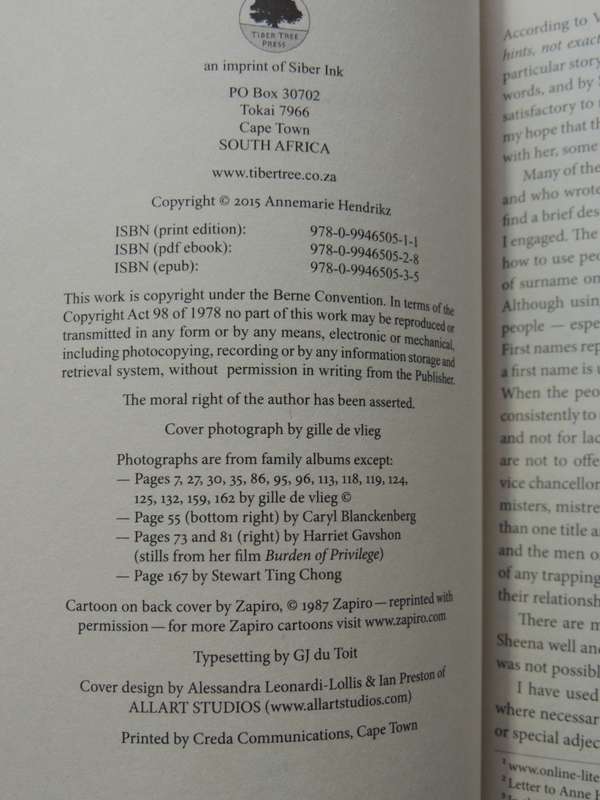 TIBER TREE
PRESS
an imprint of Siber Ink
PO Box 30702
Tokai 7966
Cape Town
SOUTH AFRICA
www.tibertree.co.za
Copyright © 2015 Annemarie Hendrikz
ISBN (print edition): 978-0-9946505-1-1
ISBN (pdf ebook): 978-0-9946505-2-8
ISBN (epub): 978-0-9946505-3-5
This work is copyright under the Berne Convention. In terms of the
Copyright Act 98 of 1978 no part of this work may be reproduced or
transmitted in any form or by any means, electronic or mechanical,
including photocopying, recording or by any information storage and
retrieval system, without permission in writing from the Publisher.
The moral right of the author has been asserted.
Cover photograph by gille de vlieg
Photographs are from family albums except:
— Pages 7, 27, 30, 35, 86, 95, 96, 113, 118, 119, 124,
125, 132, 159, 162 by gille de vlieg ©
— Page 55 (bottom right) by Caryl Blanckenberg
— Pages 73 and 81 (right) by Harriet Gavshon
(stills from her film Burden of Privilege)
— Page 167 by Stewart Ting Chong
Cartoon on back cover by Zapiro, © 1987 Zapiro — reprinted with
permission — for more Zapiro cartoons visit www.zapiro.com
Typesetting by GJ du Toit
Cover design by Alessandra Leonardi-Lollis & Ian Preston of
ALLART STUDIOS (www.allartstudios.com)
Printed by Creda Communications, Cape Town
According to
hints, not exact
particular story
words, and by
satisfactory to
my hope that th
with her, some
Many of the
and who wrote
find a brief des
I engaged. The
how to use peo
of surname on
Although usin
people — espe
First names rep
a first name is u
When the peo
consistently to
and not for lac
are not to offe
vice chancellor
misters, mistre
than one title a
and the men o
of any trapping
their relationsh
There are m
Sheena well and
was not possibl
I have used
where necessar
or special adjec
1 www.online-lite
2 Letter to Anne H